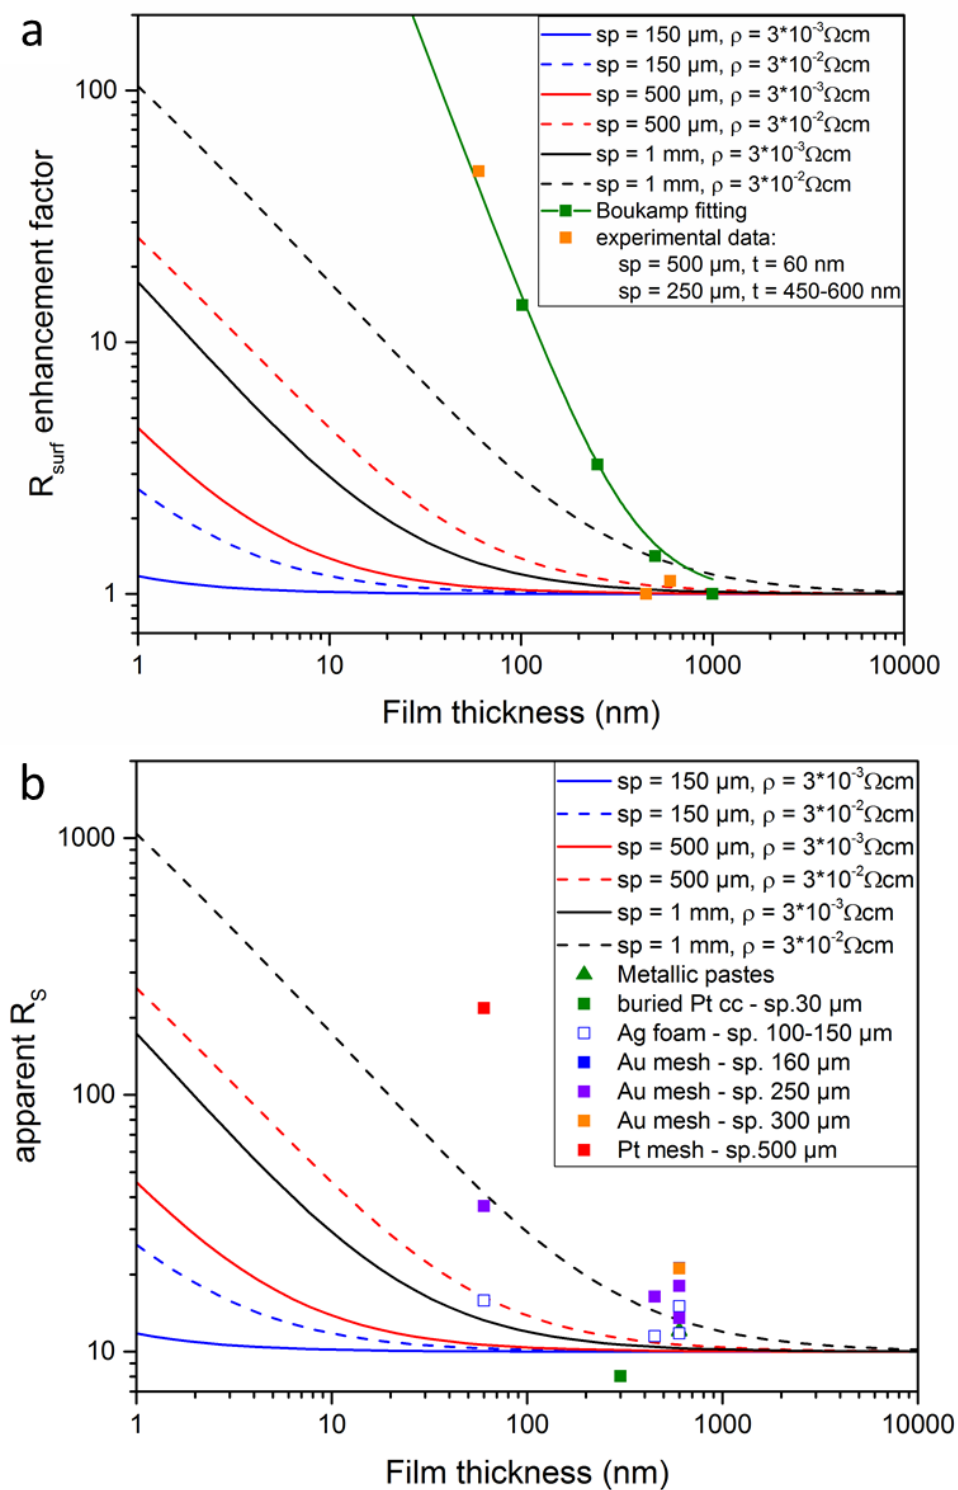 a
sp = 150 µm, ρ = 3*10⁻³Ωcm
sp = 150 µm, ρ = 3*10⁻²Ωcm
sp = 500 µm, ρ = 3*10⁻³Ωcm
sp = 500 µm, ρ = 3*10⁻²Ωcm
sp = 1 mm, ρ = 3*10⁻³Ωcm
sp = 1 mm, ρ = 3*10⁻²Ωcm
Boukamp fitting
experimental data:
sp = 500 µm, t = 60 nm
sp = 250 µm, t = 450-600 nm
100
10
1
R_surf enhancement factor
1 10 100 1000 10000
Film thickness (nm)
b
sp = 150 µm, ρ = 3*10⁻³Ωcm
sp = 150 µm, ρ = 3*10⁻²Ωcm
sp = 500 µm, ρ = 3*10⁻³Ωcm
sp = 500 µm, ρ = 3*10⁻²Ωcm
sp = 1 mm, ρ = 3*10⁻³Ωcm
sp = 1 mm, ρ = 3*10⁻²Ωcm
Metallic pastes
buried Pt cc - sp.30 µm
Ag foam - sp. 100-150 µm
Au mesh - sp. 160 µm
Au mesh - sp. 250 µm
Au mesh - sp. 300 µm
Pt mesh - sp.500 µm
1000
100
10
apparent R_S
1 10 100 1000 10000
Film thickness (nm)